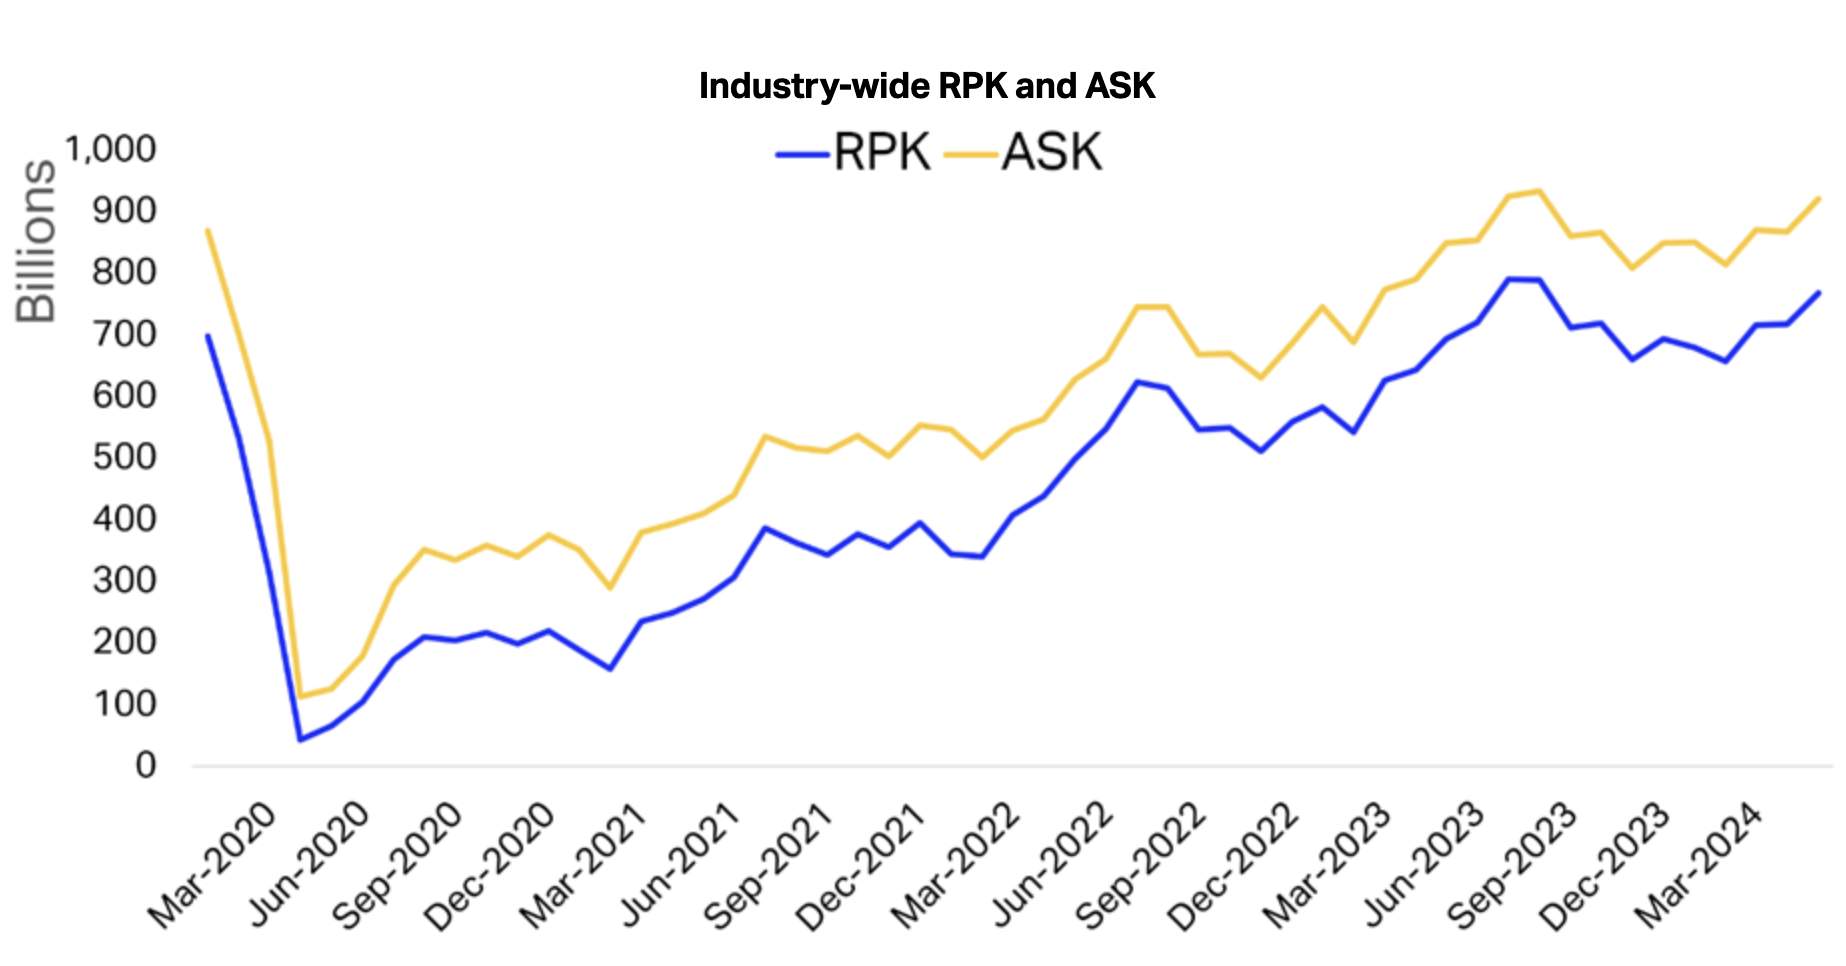 Industry-wide RPK and ASK
RPK ASK
Billions
1,000
900
800
700
600
500
400
300
200
100
0
Mar-2020
Jun-2020
Sep-2020
Dec-2020
Mar-2021
Jun-2021
Sep-2021
Dec-2021
Mar-2022
Jun-2022
Sep-2022
Dec-2022
Mar-2023
Jun-2023
Sep-2023
Dec-2023
Mar-2024